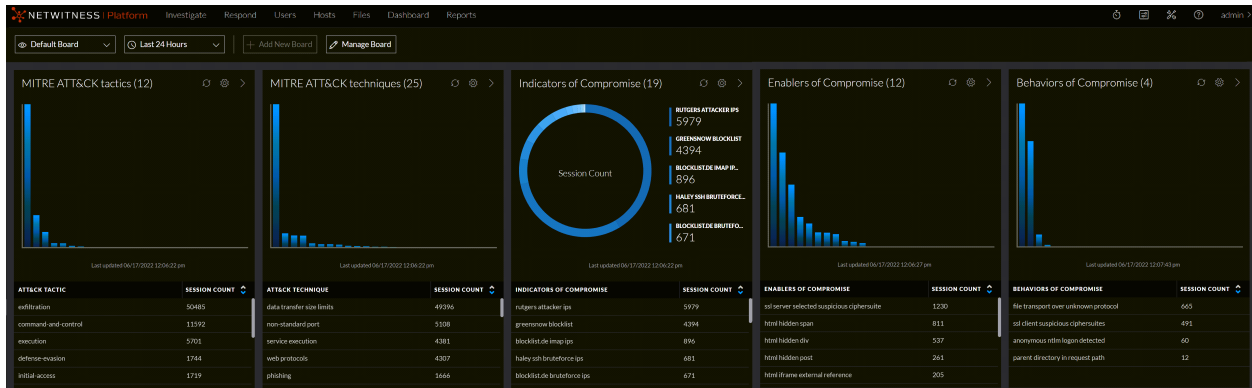 NETWITNESS Platform Investigate Respond Users Hosts Files Dashboard Reports admin
Default Board Last 24 Hours Add New Board Manage Board
MITRE ATT&CK tactics (12)
Last updated 06/17/2022 12:06:22 pm
ATT&CK TACTIC SESSION COUNT
exfiltration 50485
command-and-control 11592
execution 5701
defense-evasion 1744
initial-access 1719
MITRE ATT&CK techniques (25)
Last updated 06/17/2022 12:06:22 pm
ATT&CK TECHNIQUE SESSION COUNT
data transfer size limits 49396
non-standard port 5108
service execution 4381
web protocols 4307
phishing 1666
Indicators of Compromise (19)
Session Count
RUTGERS ATTACKER IPS
5979
GREENSNOW BLOCKLIST
4394
BLOCKLIST.DE IMAP IP...
896
HALEY SSH BRUTEFORCE...
681
BLOCKLIST.DE BRUTEFO...
671
Last updated 06/17/2022 12:06:22 pm
INDICATORS OF COMPROMISE SESSION COUNT
rutgers attacker ips 5979
greensnow blocklist 4394
blocklist.de imap ips 896
haley ssh bruteforce ips 681
blocklist.de bruteforce ips 671
Enablers of Compromise (12)
Last updated 06/17/2022 12:06:27 pm
ENABLERS OF COMPROMISE SESSION COUNT
ssl server selected suspicious ciphersuite 1230
html hidden span 811
html hidden div 537
html hidden post 261
html iframe external reference 205
Behaviors of Compromise (4)
Last updated 06/17/2022 12:07:43 pm
BEHAVIORS OF COMPROMISE SESSION COUNT
file transport over unknown protocol 665
ssl client suspicious ciphersuites 491
anonymous ntlm logon detected 60
parent directory in request path 12